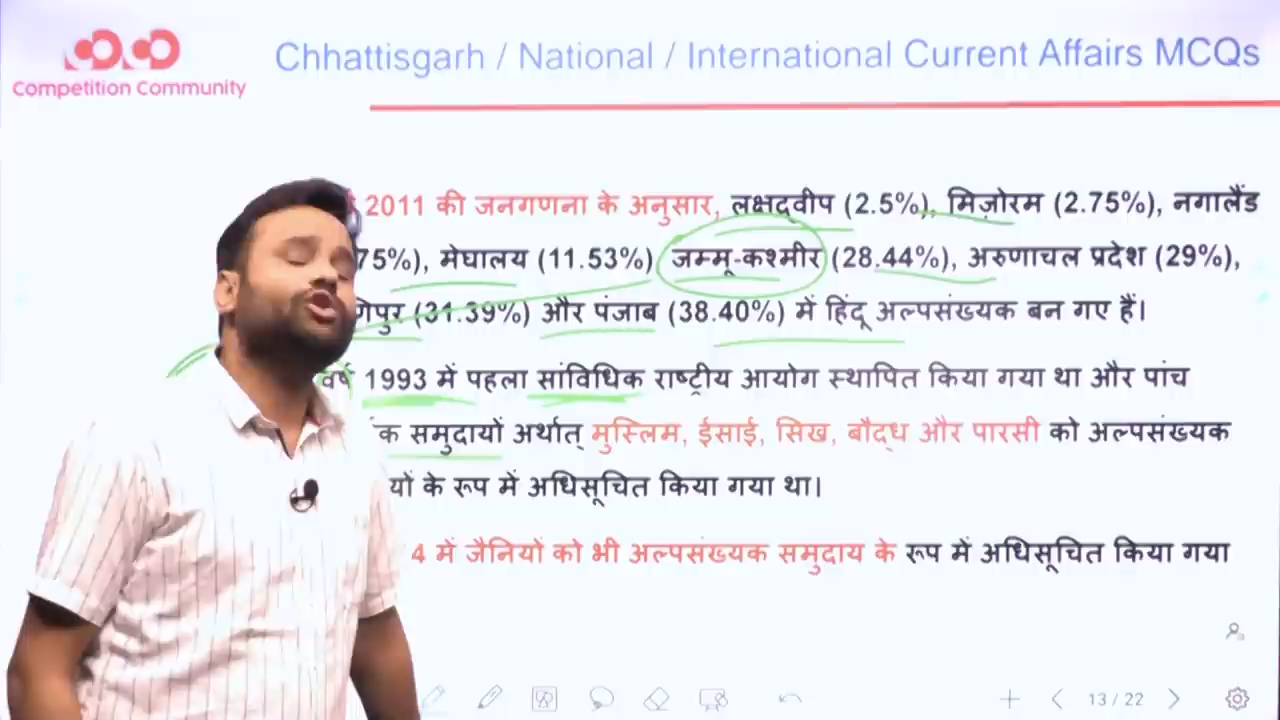 Competition Community
Chhattisgarh / National / International Current Affairs MCQs
2011 की जनगणना के अनुसार, लक्षद्वीप (2.5%), मिज़ोरम (2.75%), नगालैंड
75%), मेघालय (11.53%) जम्मू-कश्मीर (28.44%), अरुणाचल प्रदेश (29%),
(31.39%) और पंजाब (38.40%) में हिंदू अल्पसंख्यक बन गए हैं।
वर्ष 1993 में पहला सांविधिक राष्ट्रीय आयोग स्थापित किया गया था और पांच
क समुदायों अर्थात् मुस्लिम, ईसाई, सिख, बौद्ध और पारसी को अल्पसंख्यक
यों के रूप में अधिसूचित किया गया था।
4 में जैनियों को भी अल्पसंख्यक समुदाय के रूप में अधिसूचित किया गया
13 / 22